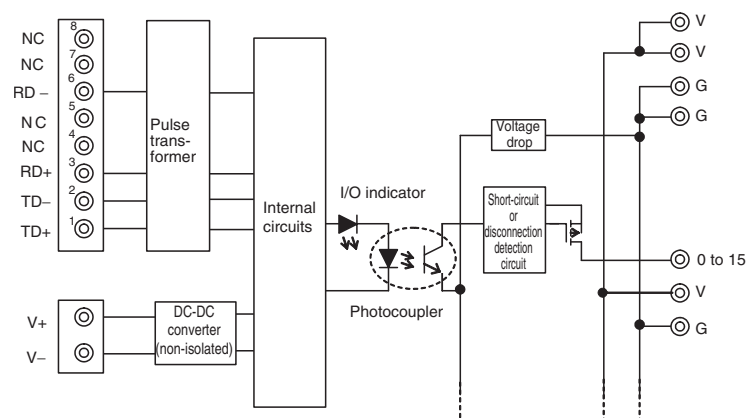 8
NC
7
NC
6
RD −
5
N C
4
NC
3
RD+
2
TD−
1
TD+
Pulse
trans-
former
V+
V−
DC-DC
converter
(non-isolated)
Internal
circuits
I/O indicator
Photocoupler
Voltage
drop
Short-circuit
or
disconnection
detection
circuit
V
V
G
G
0 to 15
V
G